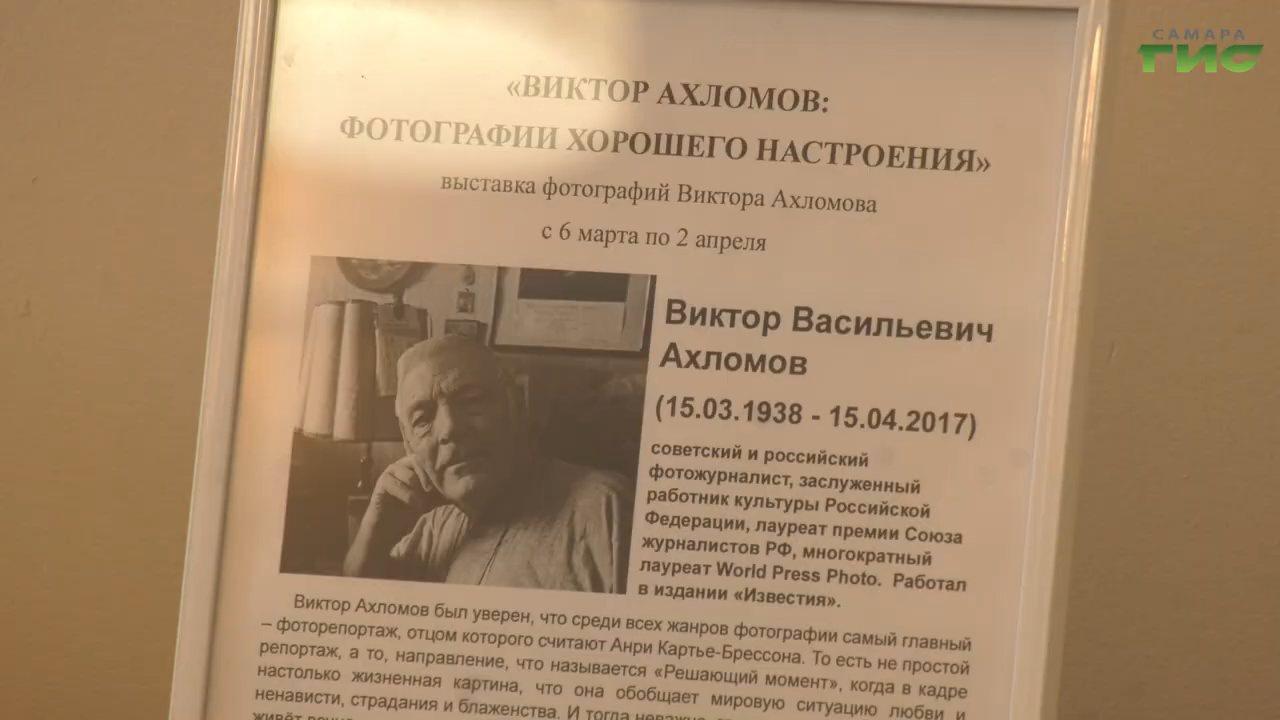 САМАРА
ГИС
«ВИКТОР АХЛОМОВ:
ФОТОГРАФИИ ХОРОШЕГО НАСТРОЕНИЯ»
выставка фотографий Виктора Ахломова
с 6 марта по 2 апреля
Виктор Васильевич
Ахломов
(15.03.1938 - 15.04.2017)
советский и российский
фотожурналист, заслуженный
работник культуры Российской
Федерации, лауреат премии Союза
журналистов РФ, многократный
лауреат World Press Photo. Работал
в издании «Известия».
Виктор Ахломов был уверен, что среди всех жанров фотографии самый главный
– фоторепортаж, отцом которого считают Анри Картье-Брессона. То есть не простой
репортаж, а то, направление, что называется «Решающий момент», когда в кадре
настолько жизненная картина, что она обобщает мировую ситуацию любви и
ненависти, страдания и блаженства. И тогда неважно
живёт